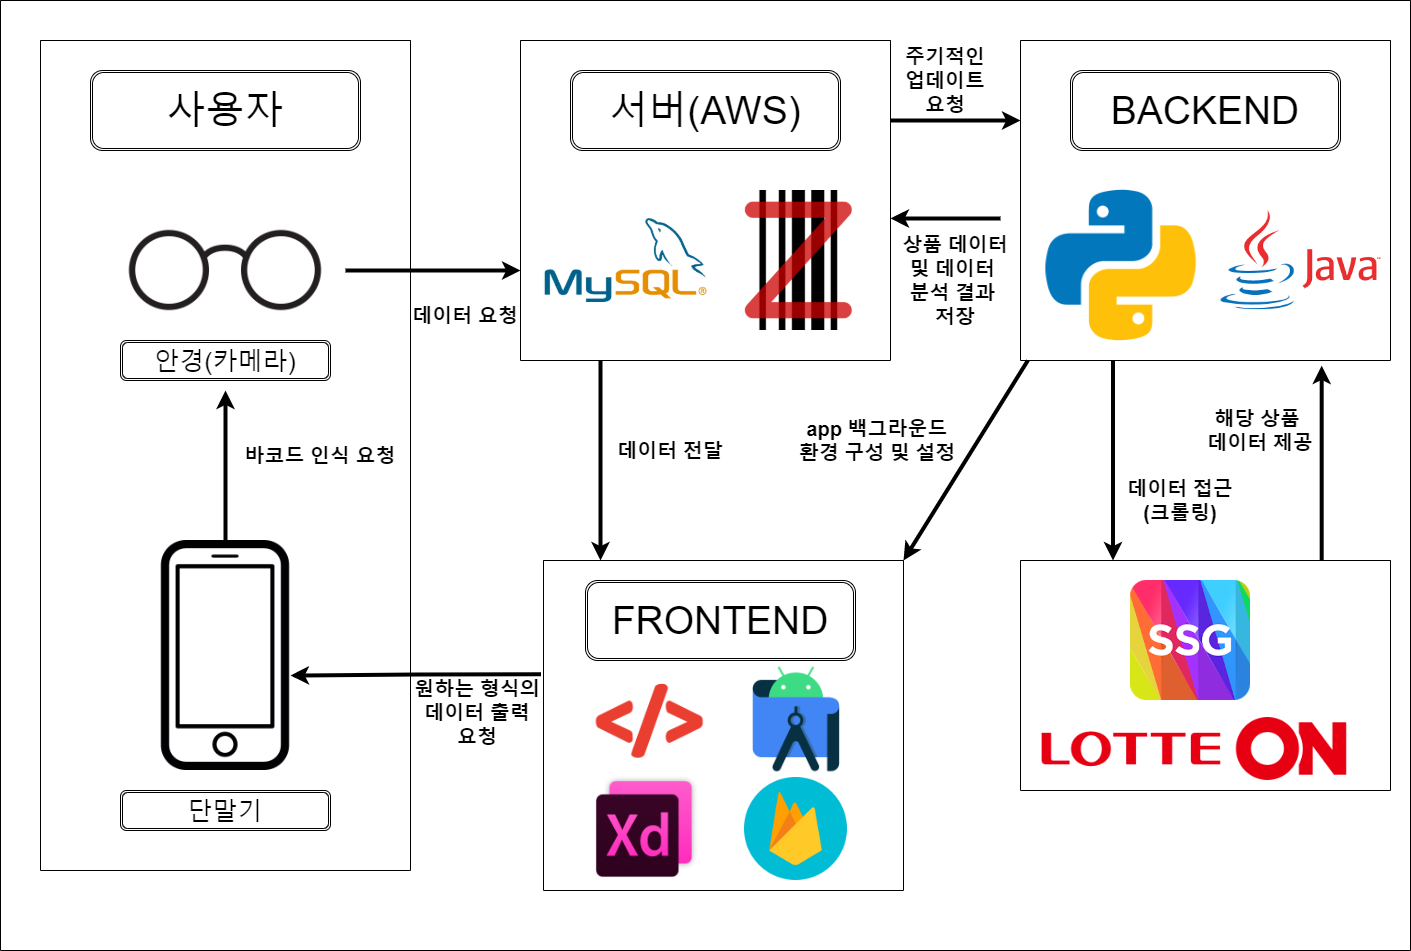 사용자
안경(카메라)
바코드 인식 요청
단말기
데이터 요청
서버(AWS)
MySQL®
데이터 전달
주기적인
업데이트
요청
상품 데이터
및 데이터
분석 결과
저장
BACKEND
Java™
app 백그라운드
환경 구성 및 설정
데이터 접근
(크롤링)
해당 상품
데이터 제공
FRONTEND
원하는 형식의
데이터 출력
요청
</>
Xd
SSG
LOTTE ON